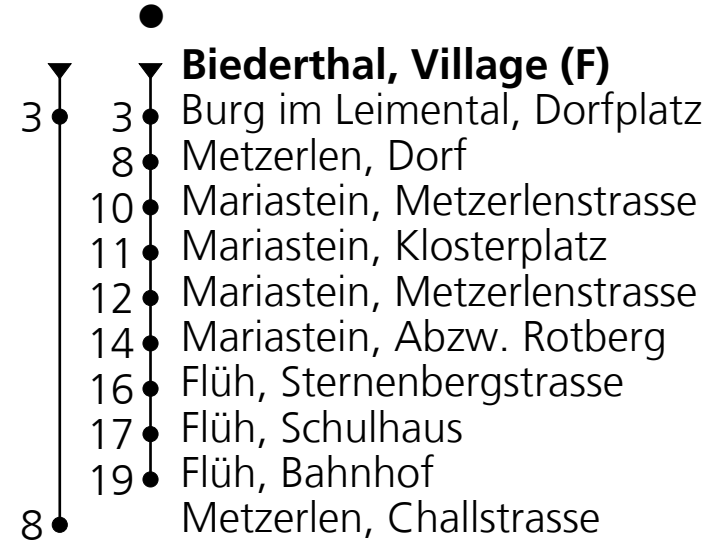 Biederthal, Village (F)
3 3 Burg im Leimental, Dorfplatz
8 Metzerlen, Dorf
10 Mariastein, Metzerlenstrasse
11 Mariastein, Klosterplatz
12 Mariastein, Metzerlenstrasse
14 Mariastein, Abzw. Rotberg
16 Flüh, Sternenbergstrasse
17 Flüh, Schulhaus
19 Flüh, Bahnhof
8 Metzerlen, Challstrasse